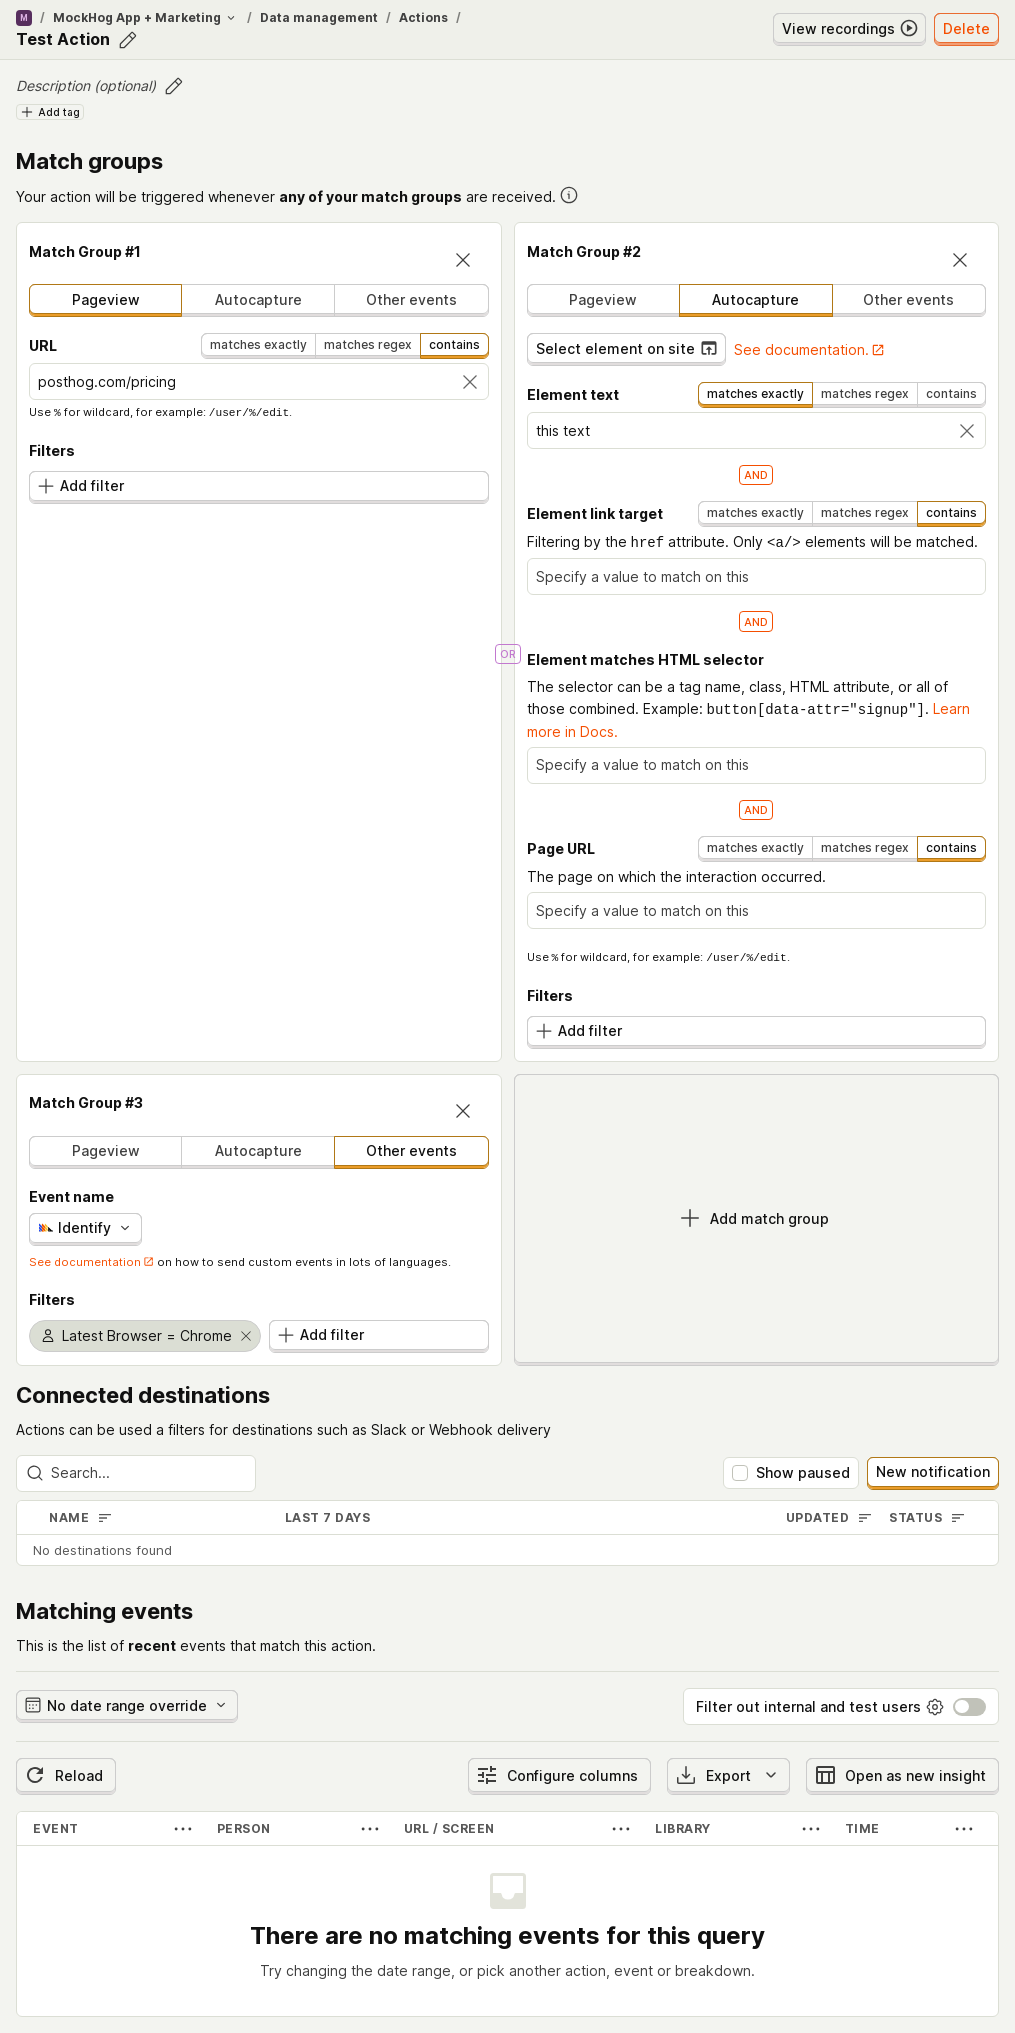 M / MockHog App + Marketing / Data management / Actions /
Test Action
View recordings
Delete
Description (optional)
Add tag
Match groups
Your action will be triggered whenever any of your match groups are received.
Match Group #1
Pageview Autocapture Other events
URL matches exactly matches regex contains
posthog.com/pricing
Use % for wildcard, for example: /user/%/edit.
Filters
Add filter
OR
Match Group #2
Pageview Autocapture Other events
Select element on site See documentation.
Element text matches exactly matches regex contains
this text
AND
Element link target matches exactly matches regex contains
Filtering by the href attribute. Only <a/> elements will be matched.
Specify a value to match on this
AND
Element matches HTML selector
The selector can be a tag name, class, HTML attribute, or all of
those combined. Example: button[data-attr="signup"]. Learn
more in Docs.
Specify a value to match on this
AND
Page URL matches exactly matches regex contains
The page on which the interaction occurred.
Specify a value to match on this
Use % for wildcard, for example: /user/%/edit.
Filters
Add filter
Match Group #3
Pageview Autocapture Other events
Event name
Identify
See documentation on how to send custom events in lots of languages.
Filters
Latest Browser = Chrome Add filter
Add match group
Connected destinations
Actions can be used a filters for destinations such as Slack or Webhook delivery
Search... Show paused New notification
NAME LAST 7 DAYS UPDATED STATUS
No destinations found
Matching events
This is the list of recent events that match this action.
No date range override Filter out internal and test users
Reload Configure columns Export Open as new insight
EVENT PERSON URL / SCREEN LIBRARY TIME
There are no matching events for this query
Try changing the date range, or pick another action, event or breakdown.